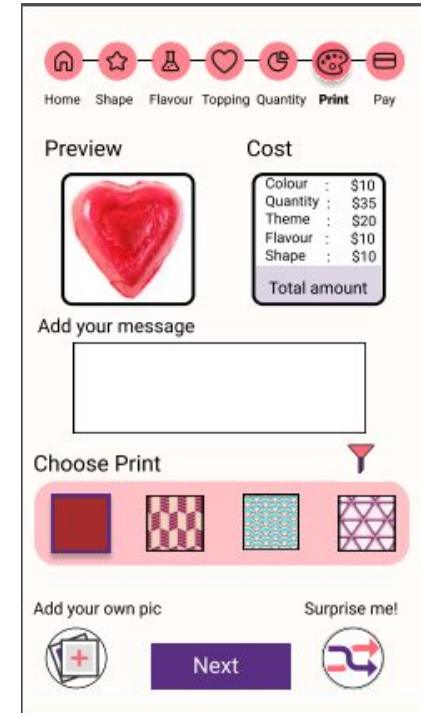 Home Shape Flavour Topping Quantity Print Pay
Preview Cost
Colour : $10
Quantity : $35
Theme : $20
Flavour : $10
Shape : $10
Total amount
Add your message
Choose Print
Add your own pic Surprise me!
Next